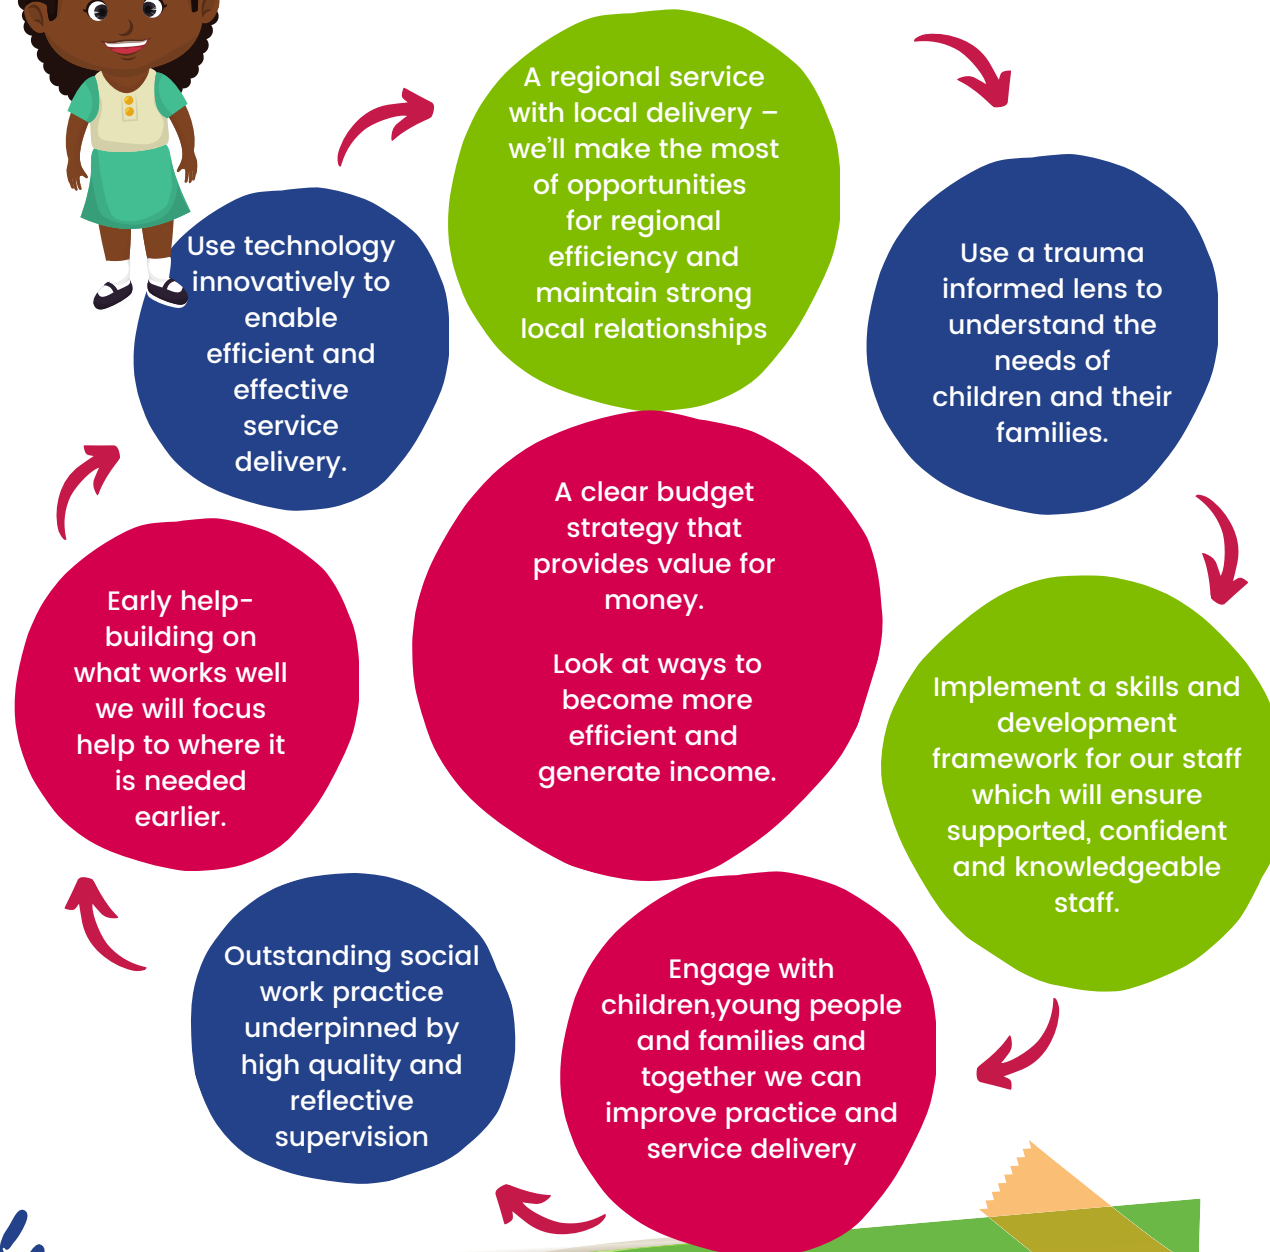 A regional service
with local delivery –
we'll make the most
of opportunities
for regional
efficiency and
maintain strong
local relationships
Use a trauma
informed lens to
understand the
needs of
children and their
families.
Implement a skills and
development
framework for our staff
which will ensure
supported, confident
and knowledgeable
staff.
Engage with
children,young people
and families and
together we can
improve practice and
service delivery
Outstanding social
work practice
underpinned by
high quality and
reflective
supervision
Early help-
building on
what works well
we will focus
help to where it
is needed
earlier.
Use technology
innovatively to
enable
efficient and
effective
service
delivery.
A clear budget
strategy that
provides value for
money.
Look at ways to
become more
efficient and
generate income.